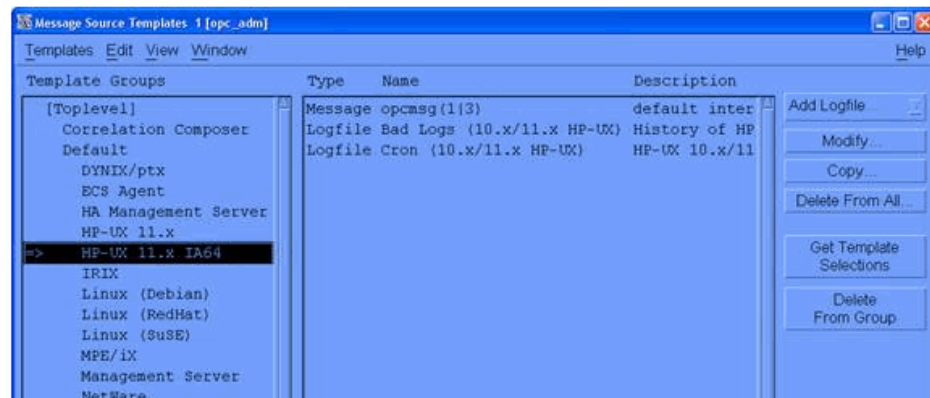 Message Source Templates 1 [opc_adm]
Templates Edit View Window Help
Template Groups
[Toplevel]
Correlation Composer
Default
DYNIX/ptx
ECS Agent
HA Management Server
HP-UX 11.x
=> HP-UX 11.x IA64
IRIX
Linux (Debian)
Linux (RedHat)
Linux (SuSE)
MPE/iX
Management Server
NetWare
Type Name Description
Message opcmsg(1|3) default inter
Logfile Bad Logs (10.x/11.x HP-UX) History of HP
Logfile Cron (10.x/11.x HP-UX) HP-UX 10.x/11
Add Logfile...
Modify...
Copy...
Delete From All...
Get Template
Selections
Delete
From Group